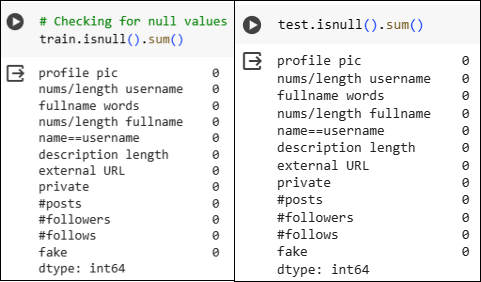 # Checking for null values
train.isnull().sum()
profile pic 0
nums/length username 0
fullname words 0
nums/length fullname 0
name==username 0
description length 0
external URL 0
private 0
#posts 0
#followers 0
#follows 0
fake 0
dtype: int64
test.isnull().sum()
profile pic 0
nums/length username 0
fullname words 0
nums/length fullname 0
name==username 0
description length 0
external URL 0
private 0
#posts 0
#followers 0
#follows 0
fake 0
dtype: int64